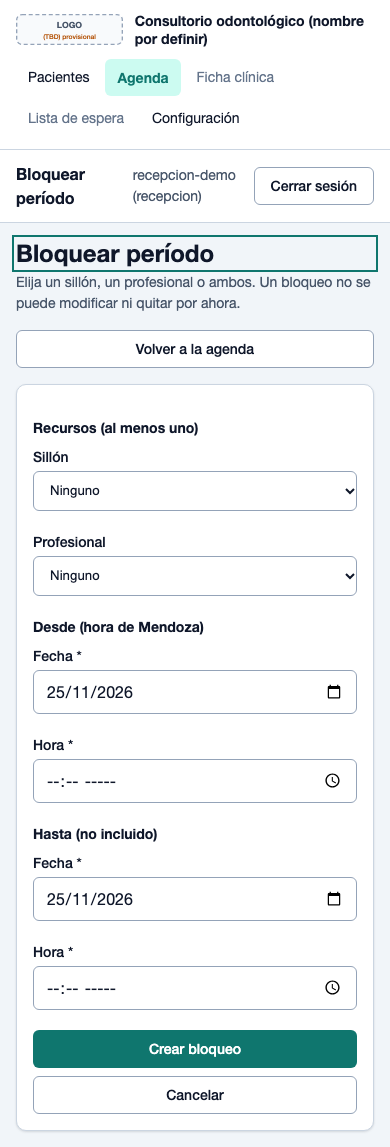 LOGO
(TBD) provisional
Consultorio odontológico (nombre
por definir)
Pacientes
Agenda
Ficha clínica
Lista de espera
Configuración
Bloquear
período
recepcion-demo
(recepcion)
Cerrar sesión
Bloquear período
Elija un sillón, un profesional o ambos. Un bloqueo no se
puede modificar ni quitar por ahora.
Volver a la agenda
Recursos (al menos uno)
Sillón
Ninguno
Profesional
Ninguno
Desde (hora de Mendoza)
Fecha *
25/11/2026
Hora *
--:-- -----
Hasta (no incluido)
Fecha *
25/11/2026
Hora *
--:-- -----
Crear bloqueo
Cancelar